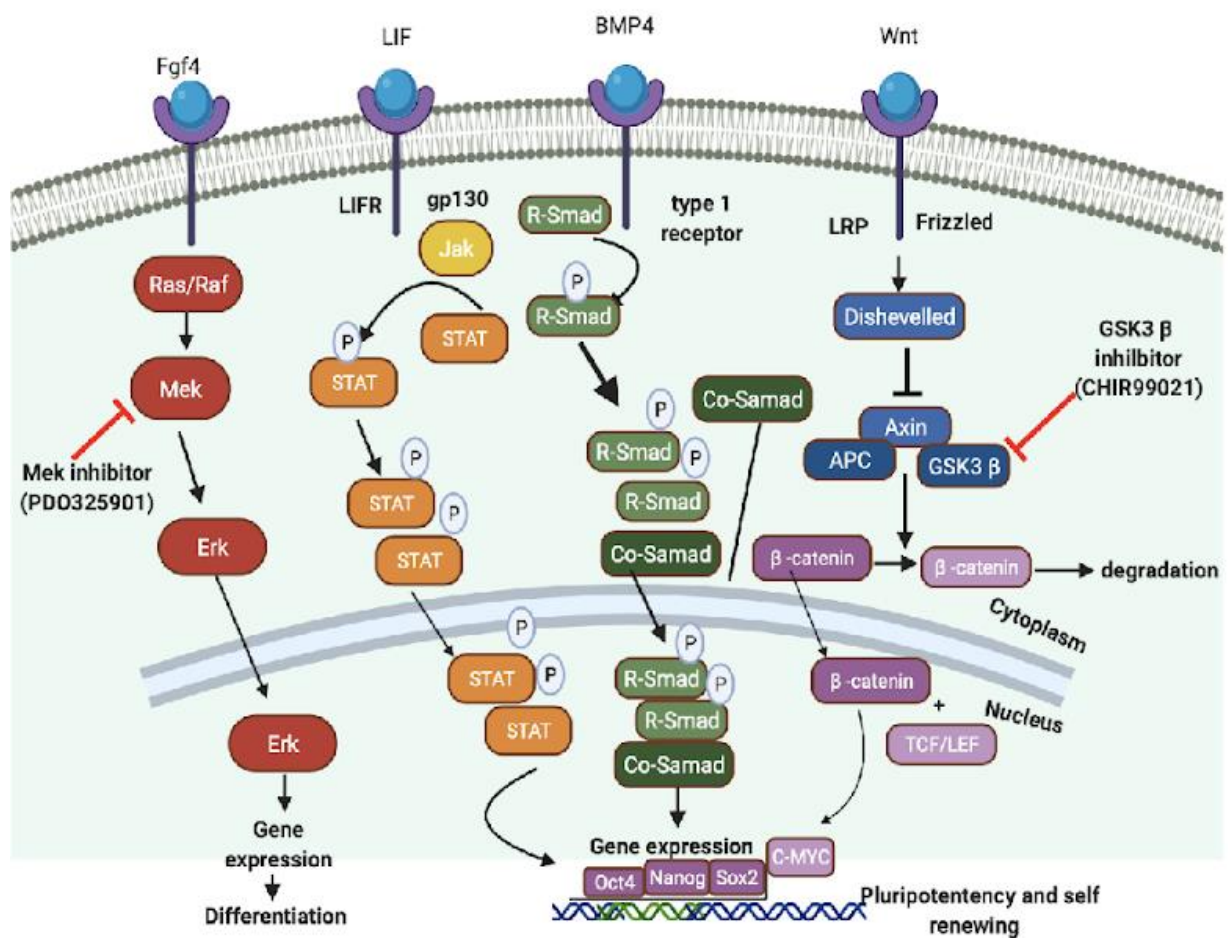 Fgf4
LIF
BMP4
Wnt
LIFR
gp130
Jak
R-Smad
type 1
receptor
LRP
Frizzled
Ras/Raf
P
R-Smad
Dishevelled
P
STAT
STAT
GSK3 β
inhilbitor
(CHIR99021)
Mek
Co-Samad
Mek inhibitor
(PDO325901)
P
R-Smad
P
R-Smad
Co-Samad
Axin
APC
GSK3 β
P
STAT
P
STAT
Erk
β-catenin
β -catenin
degradation
Cytoplasm
Nucleus
P
STAT
P
STAT
P
R-Smad
P
R-Smad
Co-Samad
β -catenin
+
TCF/LEF
Erk
Gene
expression
Differentiation
Gene expression
Oct4
Nanog
Sox2
C-MYC
Pluripotentency and self
renewing